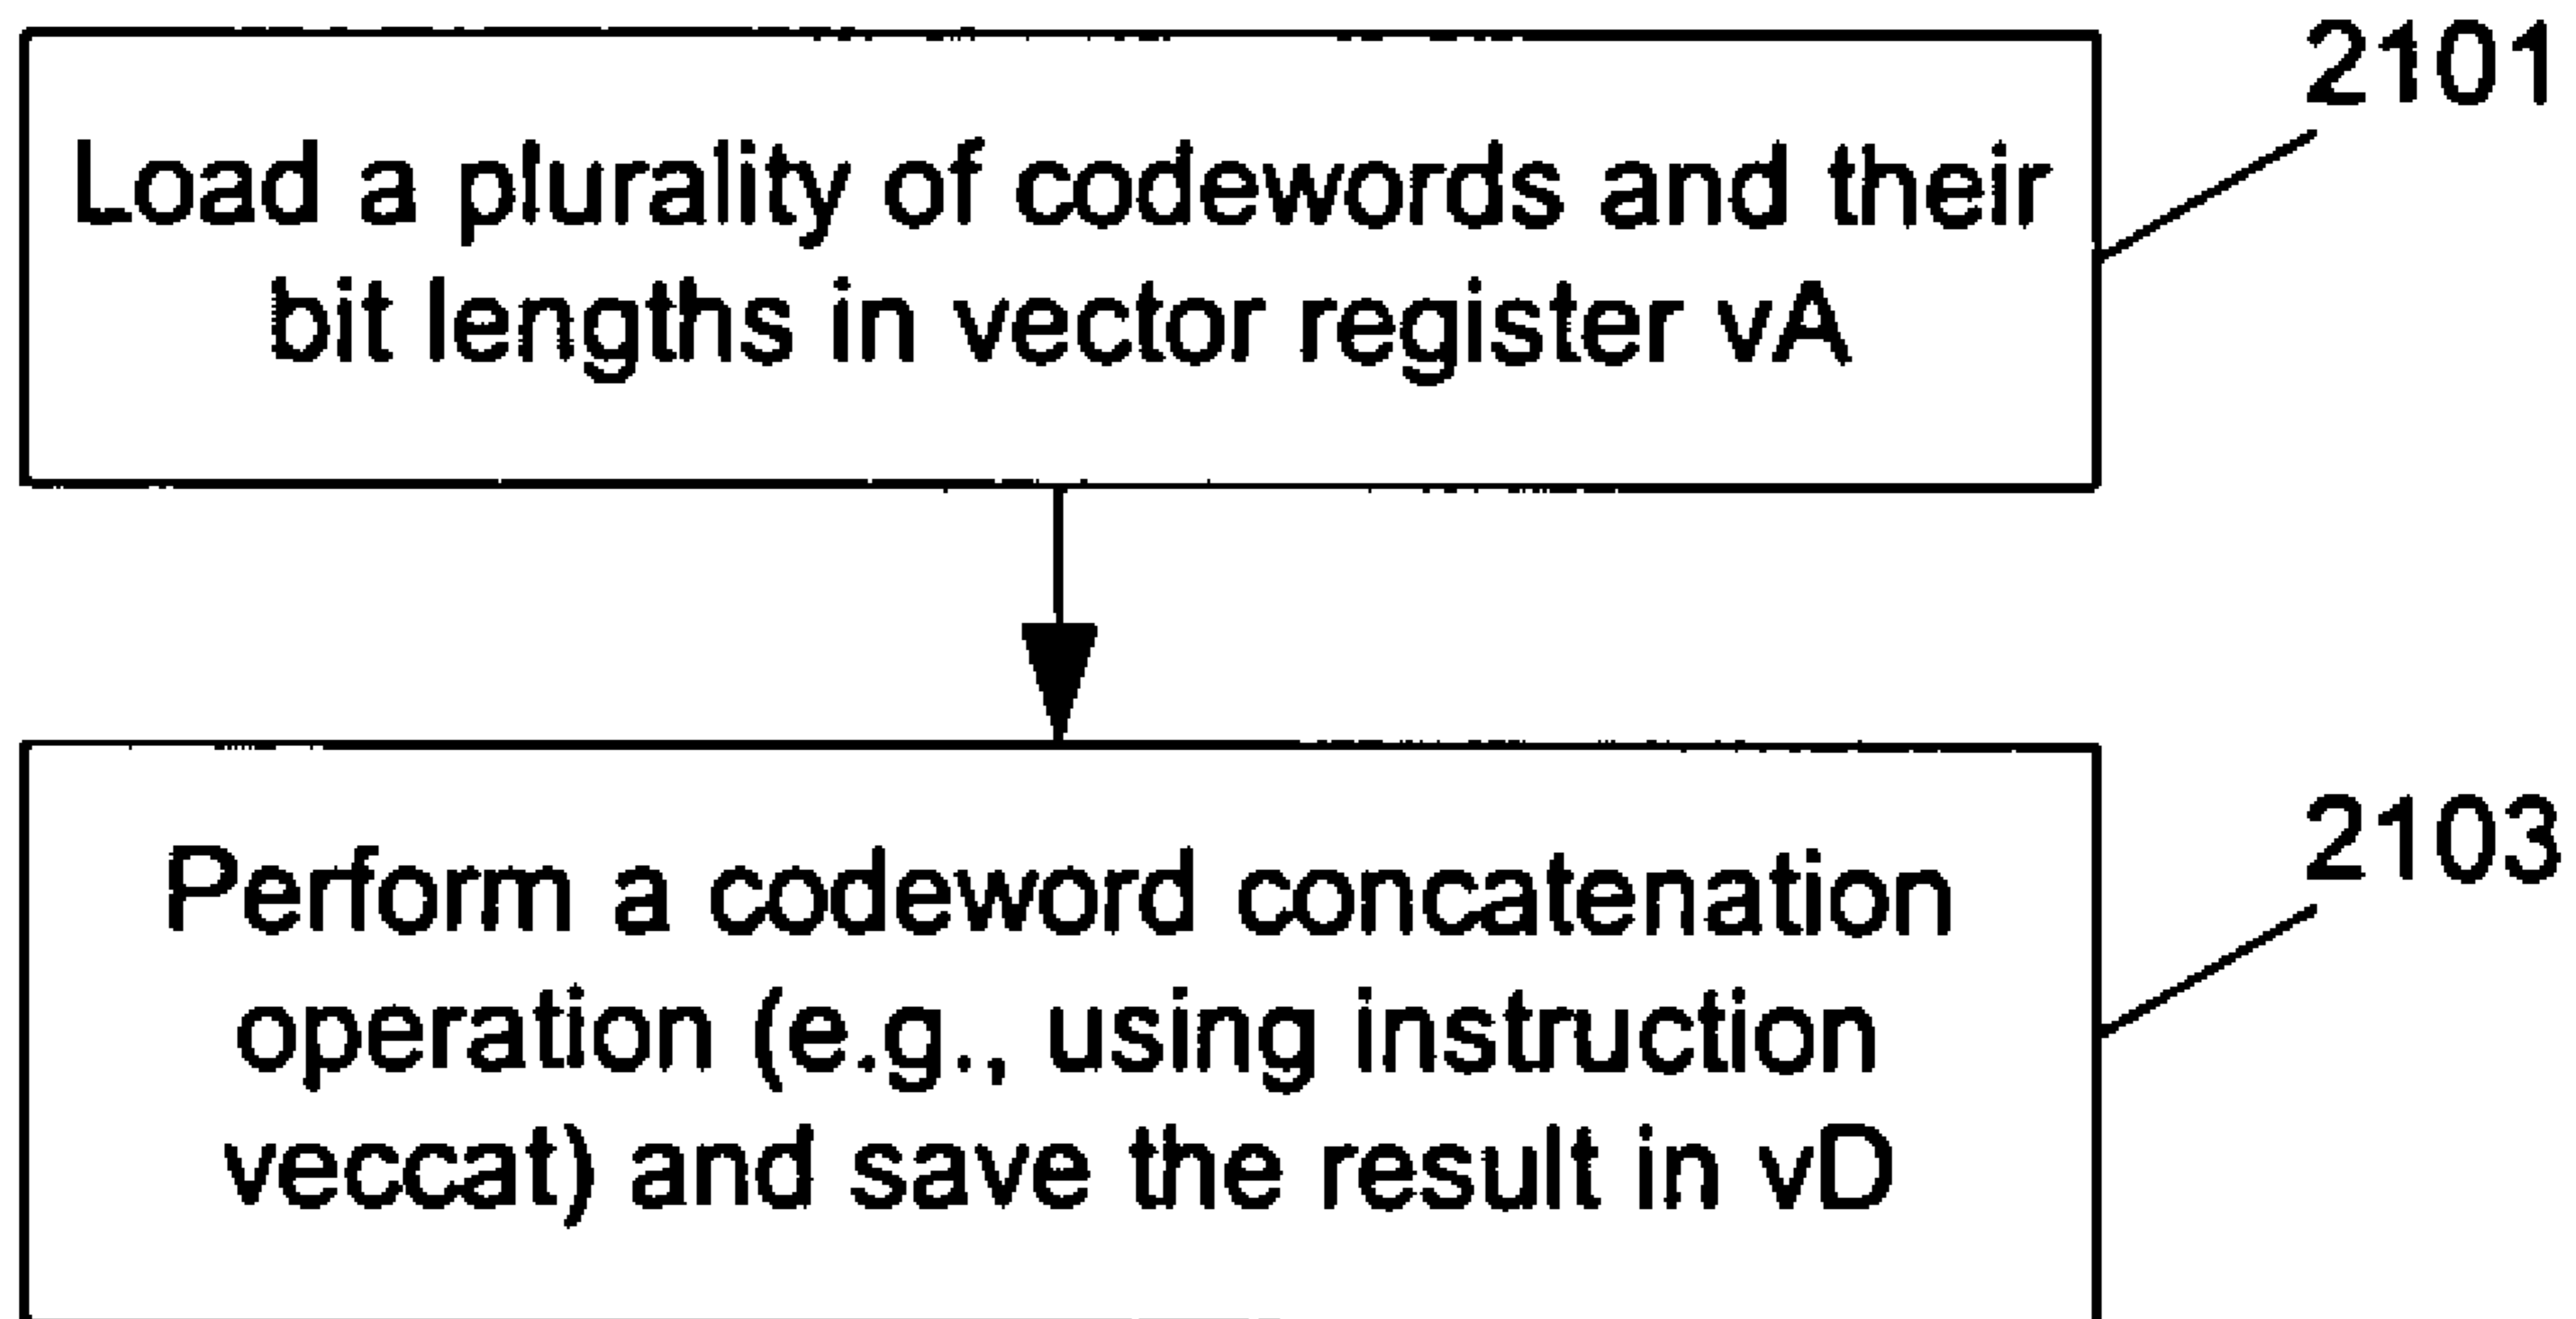 2101
Load a plurality of codewords and their
bit lengths in vector register vA
2103
Perform a codeword concatenation
operation (e.g., using instruction
veccat) and save the result in vD